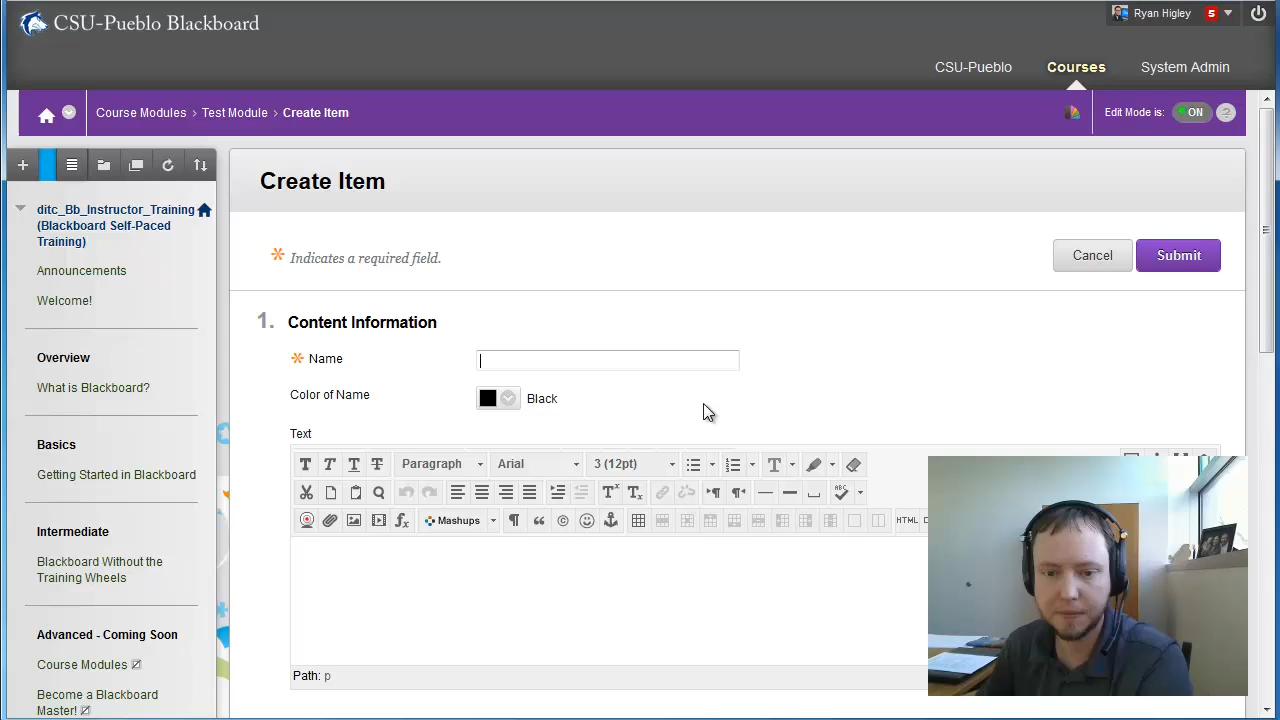 CSU-Pueblo Blackboard
Ryan Higley 5
CSU-Pueblo Courses System Admin
Course Modules > Test Module > Create Item
Edit Mode is: ON ?
ditc_Bb_Instructor_Training
(Blackboard Self-Paced
Training)
Announcements
Welcome!
Overview
What is Blackboard?
Basics
Getting Started in Blackboard
Intermediate
Blackboard Without the
Training Wheels
Advanced - Coming Soon
Course Modules
Become a Blackboard
Master!
Create Item
* Indicates a required field.
Cancel Submit
1. Content Information
* Name
Color of Name Black
Text
T T T T Paragraph Arial 3 (12pt) T
ABC
Mashups HTML
Path: p